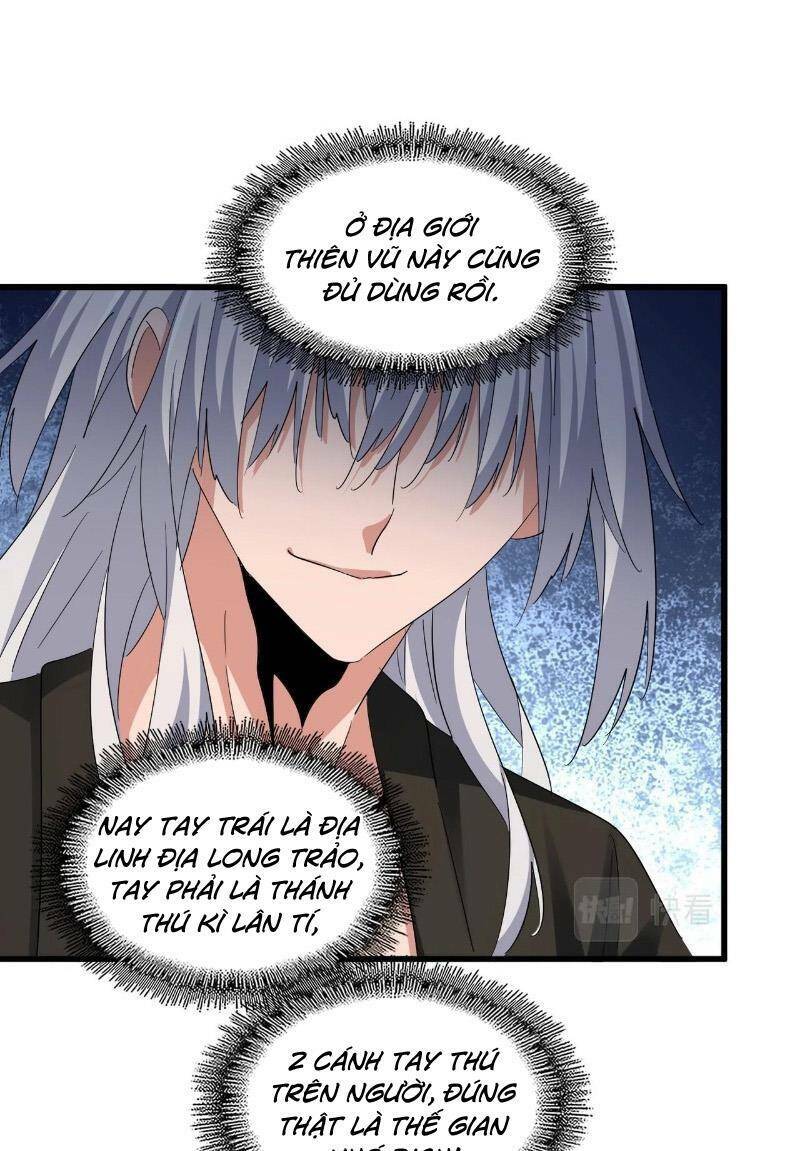 Ở ĐỊA GIỚI
THIÊN VŨ NÀY CŨNG
ĐỦ DÙNG RỒI.
NAY TAY TRÁI LÀ ĐỊA
LINH ĐỊA LONG TRẢO,
TAY PHẢI LÀ THÁNH
THÚ KÌ LÂN TÍ,
快看! 快看
2 CÁNH TAY THÚ
TRÊN NGƯỜI, ĐÚNG
THẬT LÀ THẾ GIAN